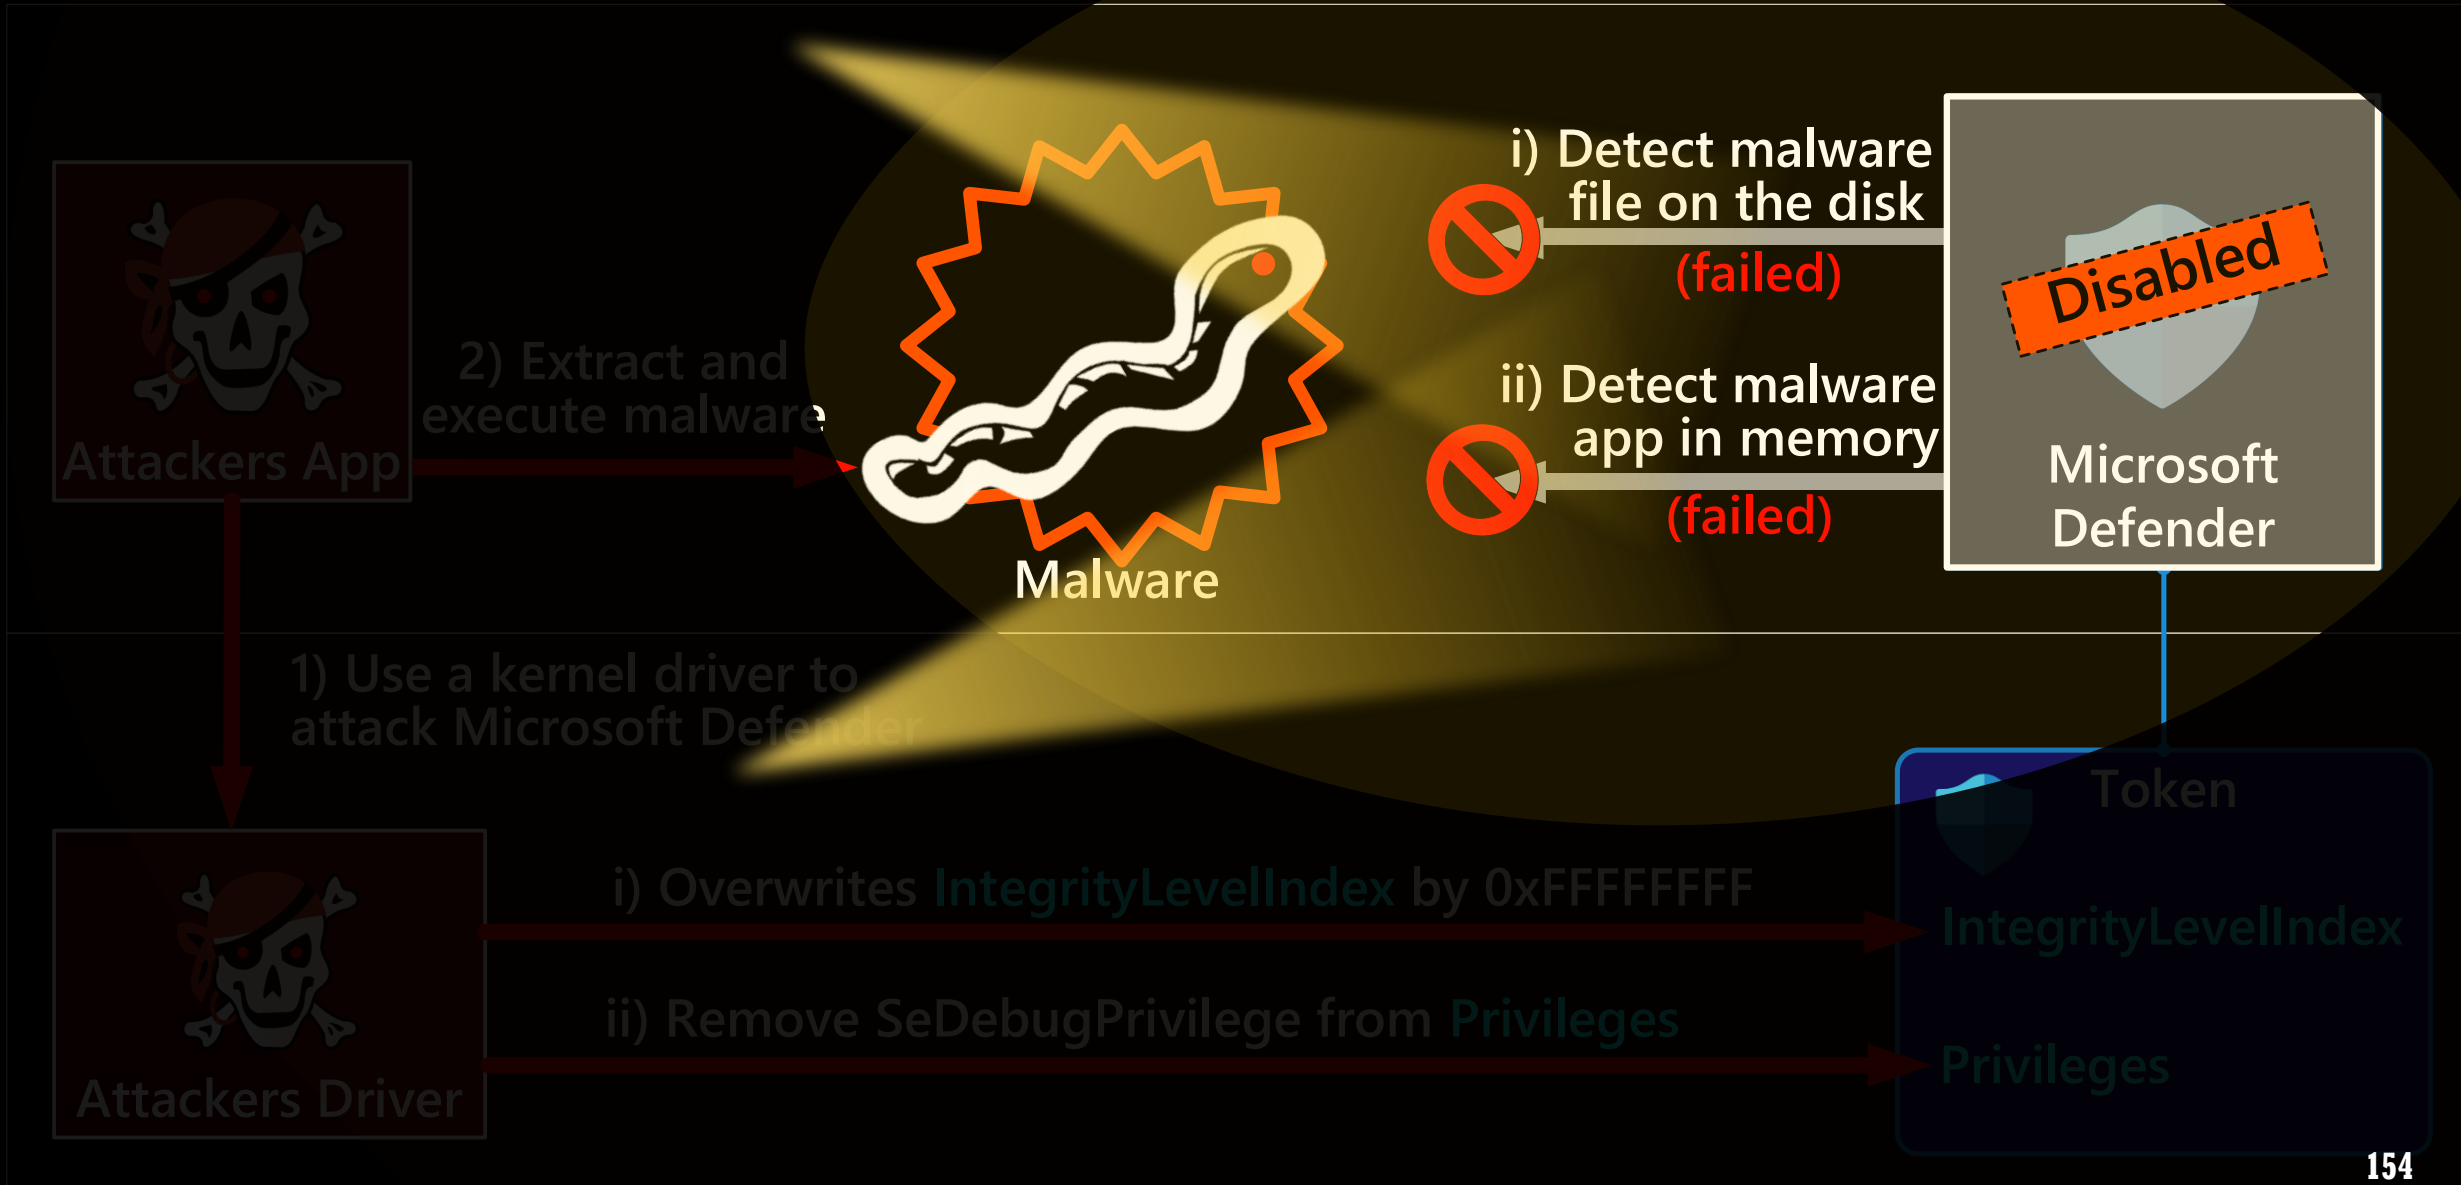 i) Detect malware
file on the disk
(failed)
Disabled
2) Extract and
execute malware
ii) Detect malware
app in memory
(failed)
Attackers App
Microsoft
Defender
Malware
1) Use a kernel driver to
attack Microsoft Defender
Token
i) Overwrites IntegrityLevelIndex by 0xFFFFFFFF
IntegrityLevelIndex
ii) Remove SeDebugPrivilege from Privileges
Privileges
Attackers Driver
154